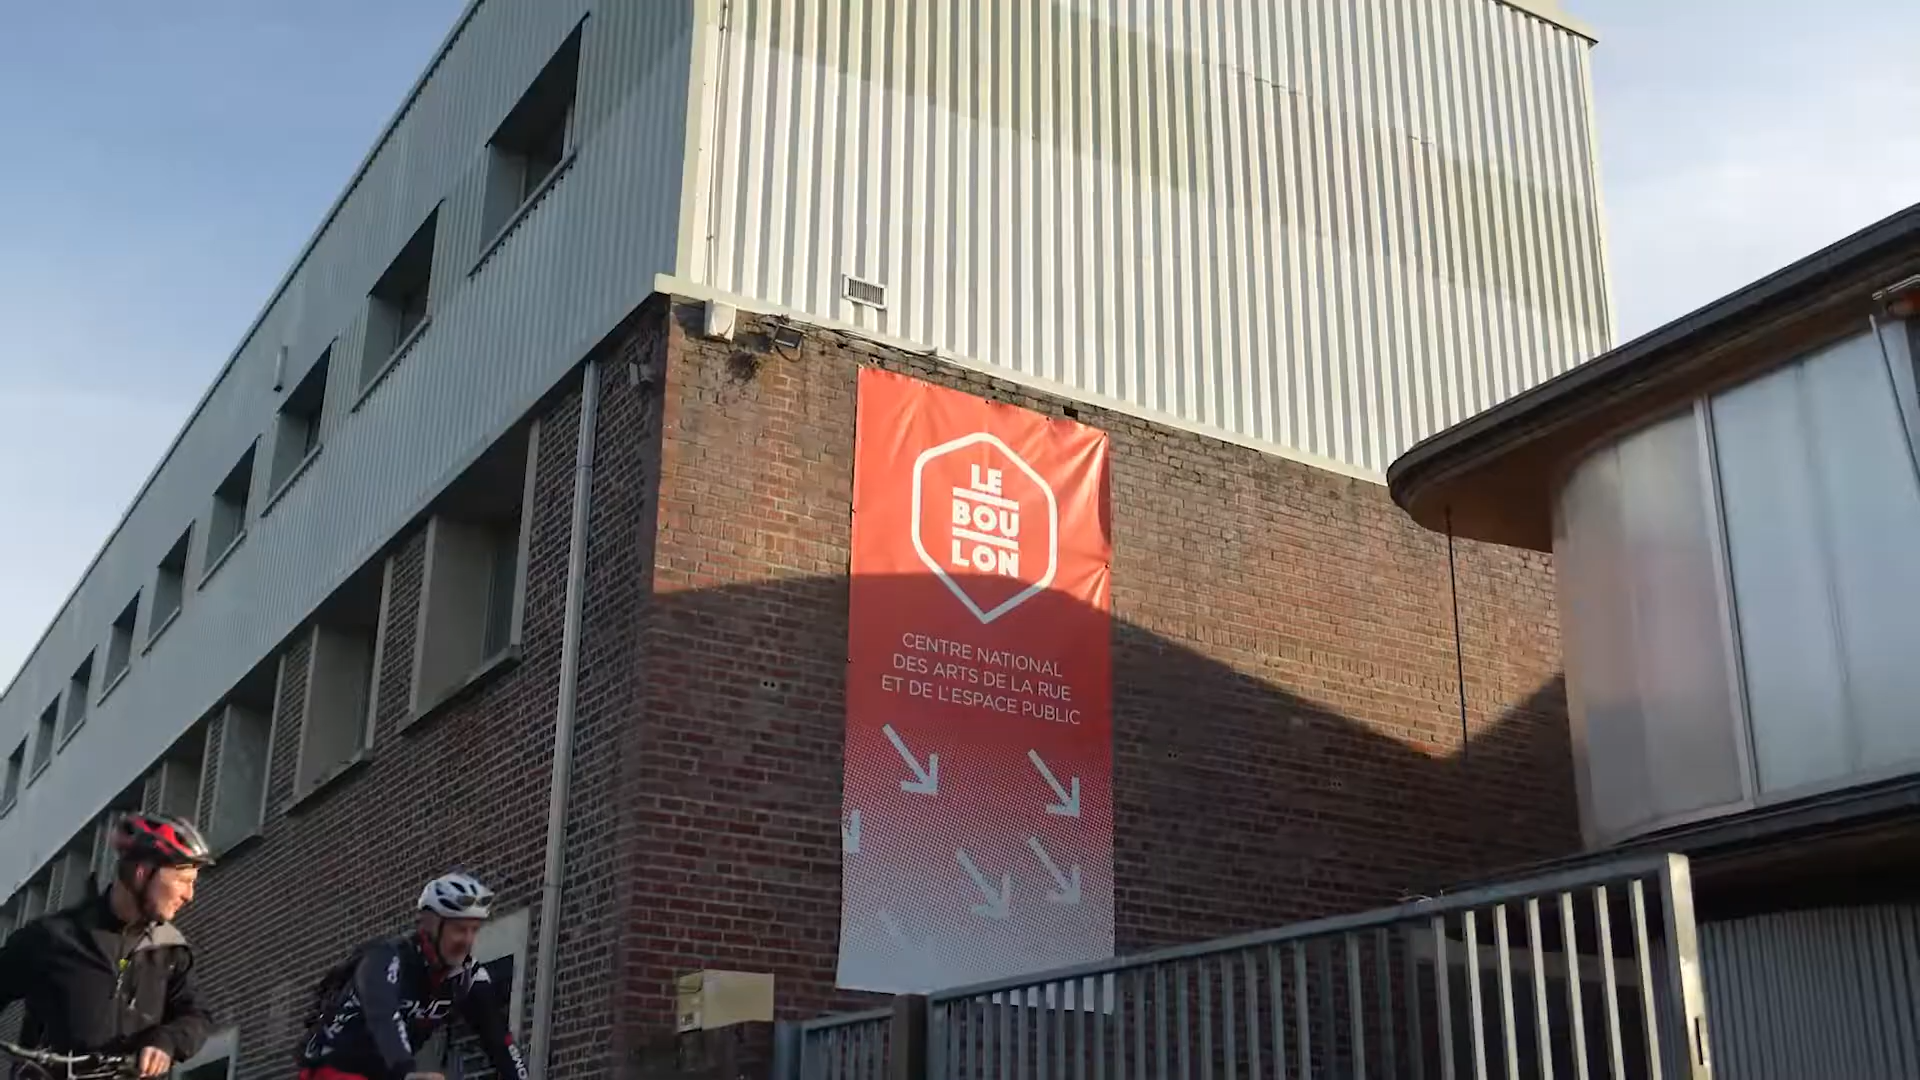 LE
BOU
LON
CENTRE NATIONAL
DES ARTS DE LA RUE
ET DE L'ESPACE PUBLIC